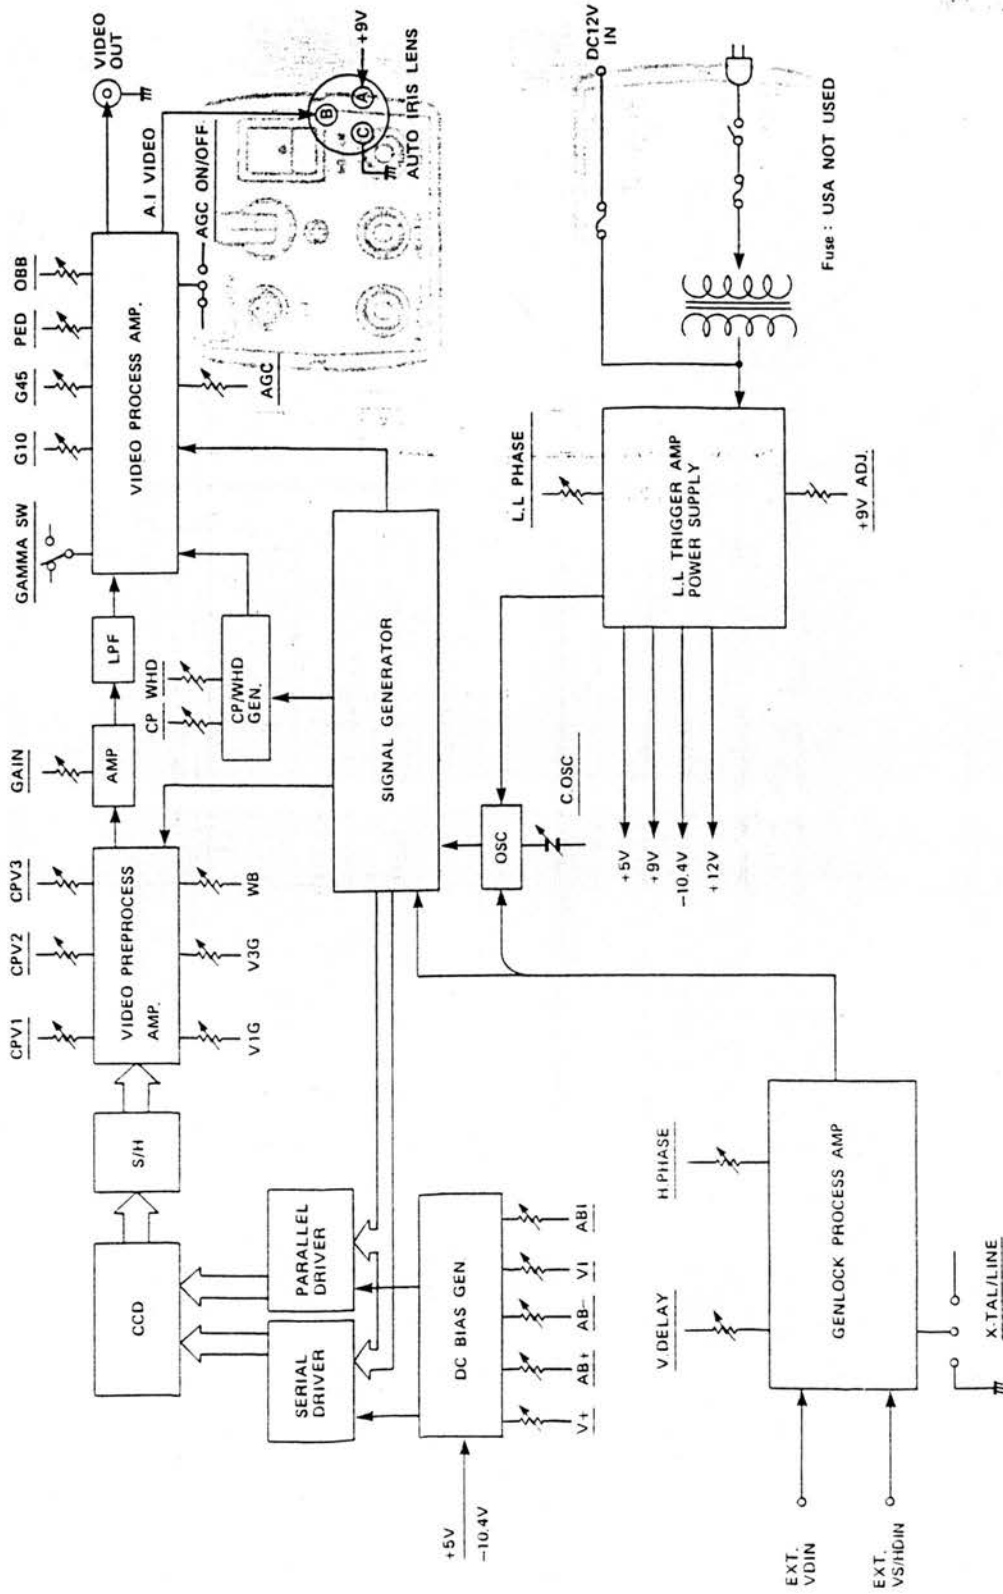 CPV1
CPV2
CPV3
GAIN
GAMMA SW
G10
G45
PED
OBB
VIDEO
OUT
CCD
S/H
VIDEO PREPROCESS
AMP.
AMP
LPF
VIDEO PROCESS AMP.
A.I VIDEO
V1G
V3G
WB
CP
WHD
CP/WHD
GEN.
AGC
AGC ON/OFF
B
A
C
+9V
AUTO IRIS LENS
SERIAL
DRIVER
PARALLEL
DRIVER
SIGNAL GENERATOR
+5V
-10.4V
DC BIAS GEN
V+
AB+
AB-
VI
ABI
OSC
C.OSC
L.L PHASE
DC12V
IN
+5V
+9V
-10.4V
+12V
L.L TRIGGER AMP
POWER SUPPLY
+9V ADJ.
Fuse : USA NOT USED
V.DELAY
H.PHASE
EXT.
VDIN
EXT.
VS/HDIN
GENLOCK PROCESS AMP
X-TAL/LINE